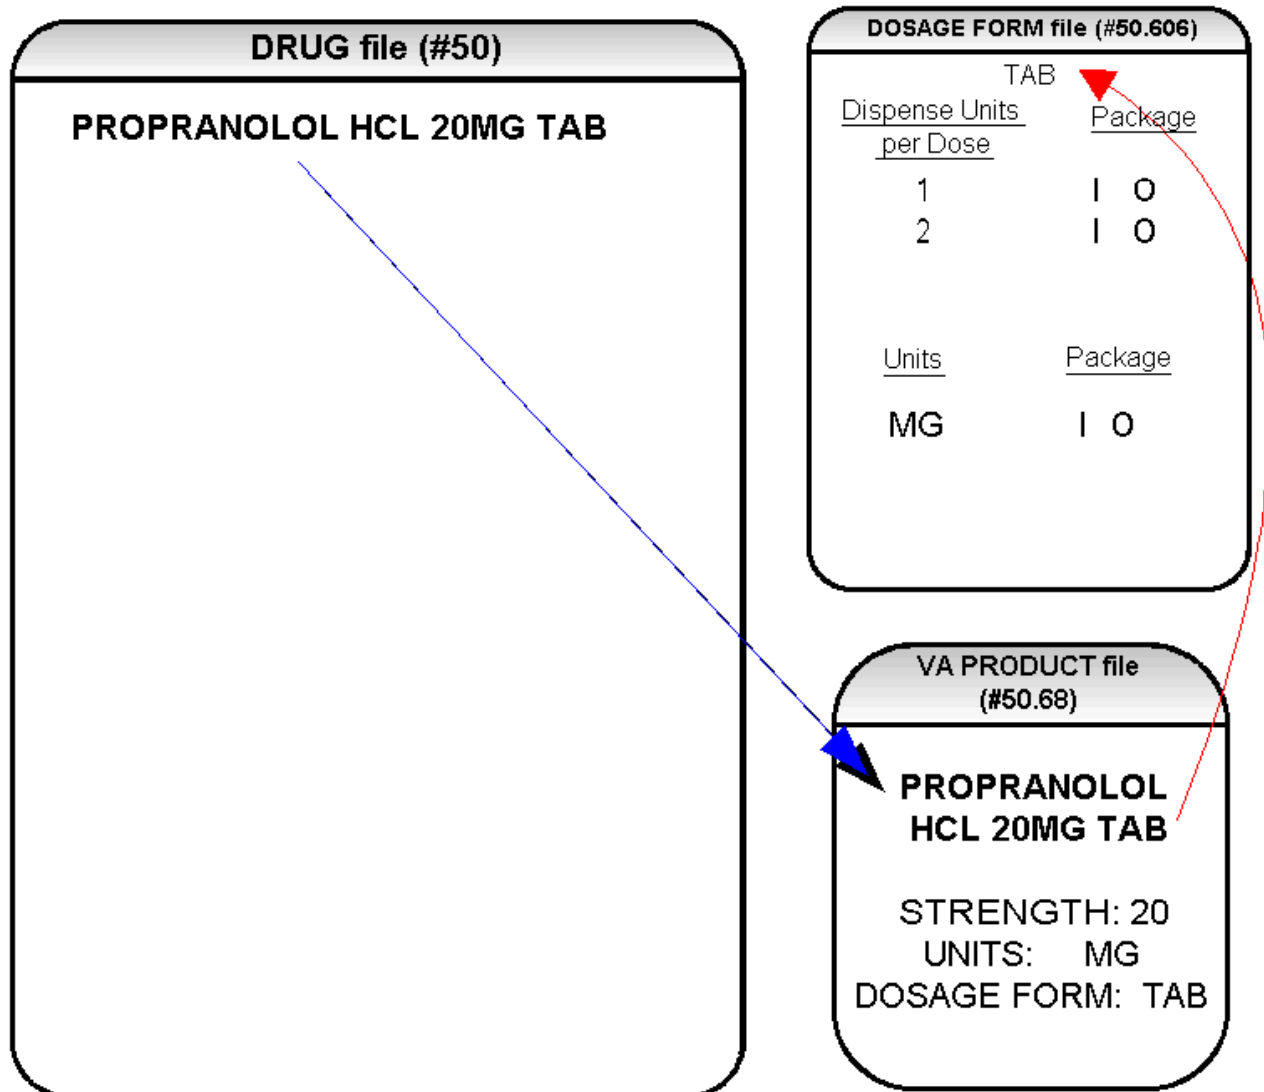 DRUG file (#50)
PROPRANOLOL HCL 20MG TAB
DOSAGE FORM file (#50.606)
TAB
Dispense Units Package
per Dose
1 I O
2 I O
Units Package
MG I O
VA PRODUCT file
(#50.68)
PROPRANOLOL
HCL 20MG TAB
STRENGTH: 20
UNITS: MG
DOSAGE FORM: TAB